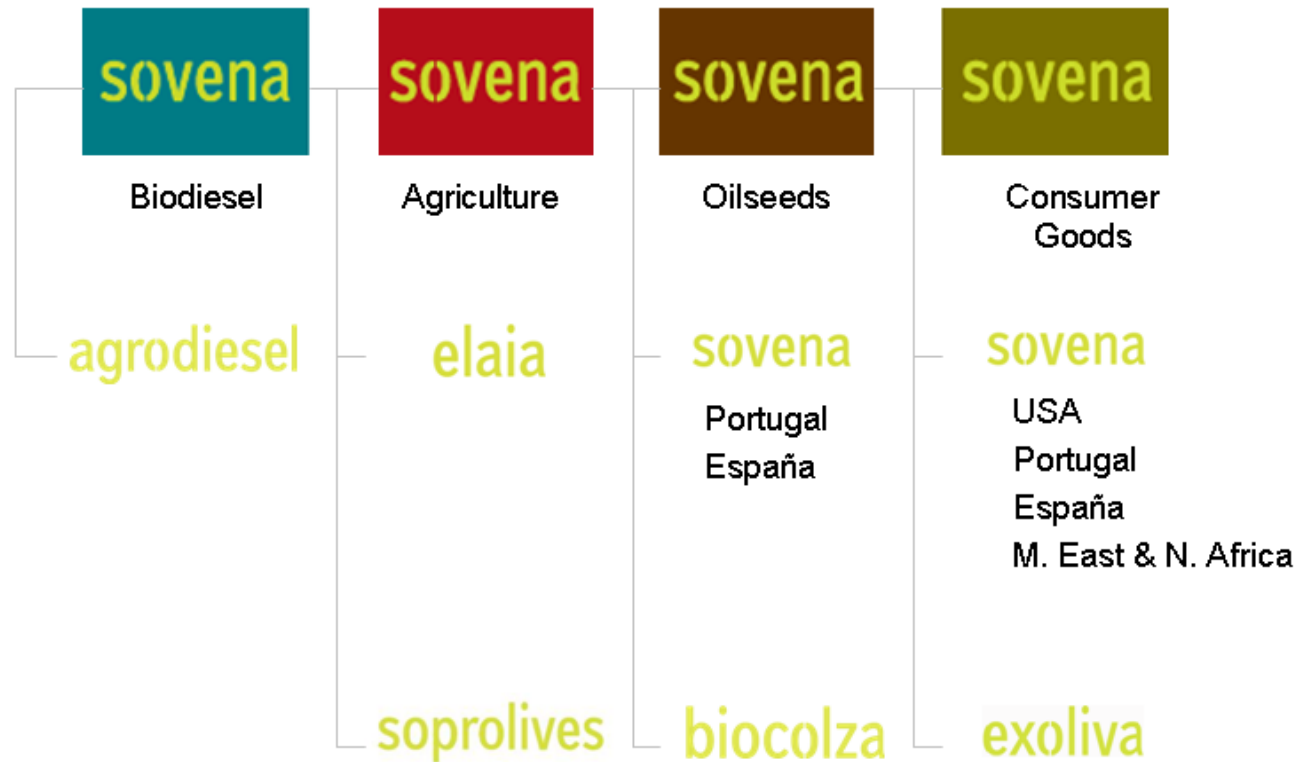 sovena sovena sovena sovena
Biodiesel Agriculture Oilseeds Consumer
Goods
agrodiesel elaia sovena sovena
Portugal
España
USA
Portugal
España
M. East & N. Africa
soprolives biocolza exoliva